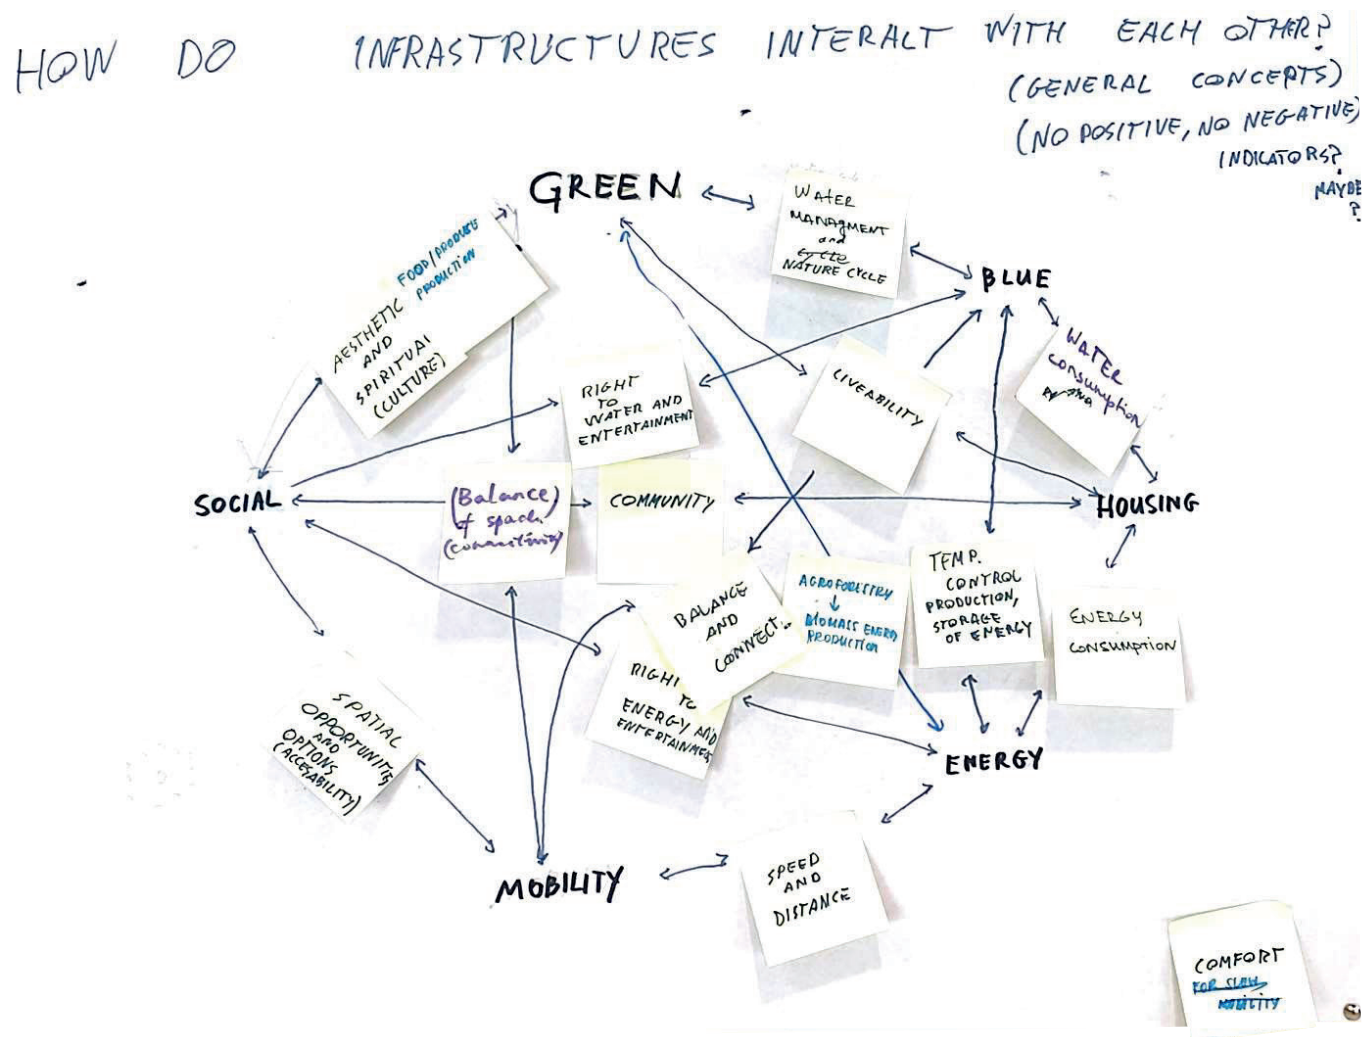 HOW DO INFRASTRUCTURES INTERALT WITH EACH OTHER?
(GENERAL CONCEPTS)
(NO POSITIVE, NO NEGATIVE)
INDICATORS?
MAYBE
?
GREEN
WATER
MANAGMENT
and
cycle
NATURE CYCLE
BLUE
FOOD/PRODUCTS
PRODUCTION
AESTHETIC
AND
SPIRITUAL
(CULTURE)
WATER
consumption
RIGHT
TO
WATER AND
ENTERTAINMENT
LIVEABILITY
SOCIAL
(Balance)
of space
COMMUNITY
HOUSING
TEMP.
CONTROL
PRODUCTION,
STORAGE
OF ENERGY
ENERGY
CONSUMPTION
AGROFORESTRY
↓
BIOMASS ENERGY
PRODUCTION
BALANCE
AND
CONNECT..
RIGHT
TO
ENERGY AND
ENTERTAINMENT
SPATIAL
OPPORTUNITIES
AND
OPTIONS
(ACCESABILITY)
ENERGY
MOBILITY
SPEED
AND
DISTANCE
COMFORT
FOR SLOW
MOBILITY